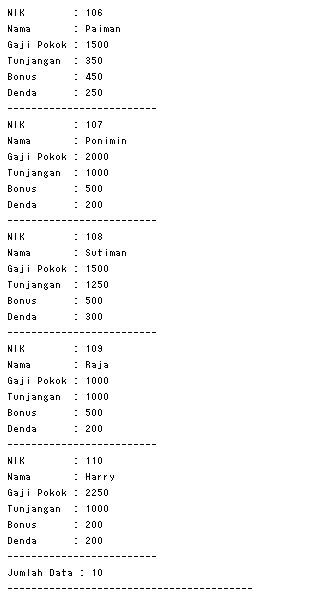 NIK : 106
Nama : Paiman
Gaji Pokok : 1500
Tunjangan : 350
Bonus : 450
Denda : 250
-------------------------
NIK : 107
Nama : Ponimin
Gaji Pokok : 2000
Tunjangan : 1000
Bonus : 500
Denda : 200
-------------------------
NIK : 108
Nama : Sutiman
Gaji Pokok : 1500
Tunjangan : 1250
Bonus : 500
Denda : 300
-------------------------
NIK : 109
Nama : Raja
Gaji Pokok : 1000
Tunjangan : 1000
Bonus : 500
Denda : 200
-------------------------
NIK : 110
Nama : Harry
Gaji Pokok : 2250
Tunjangan : 1000
Bonus : 200
Denda : 200
-------------------------
Jumlah Data : 10
-----------------------------------------